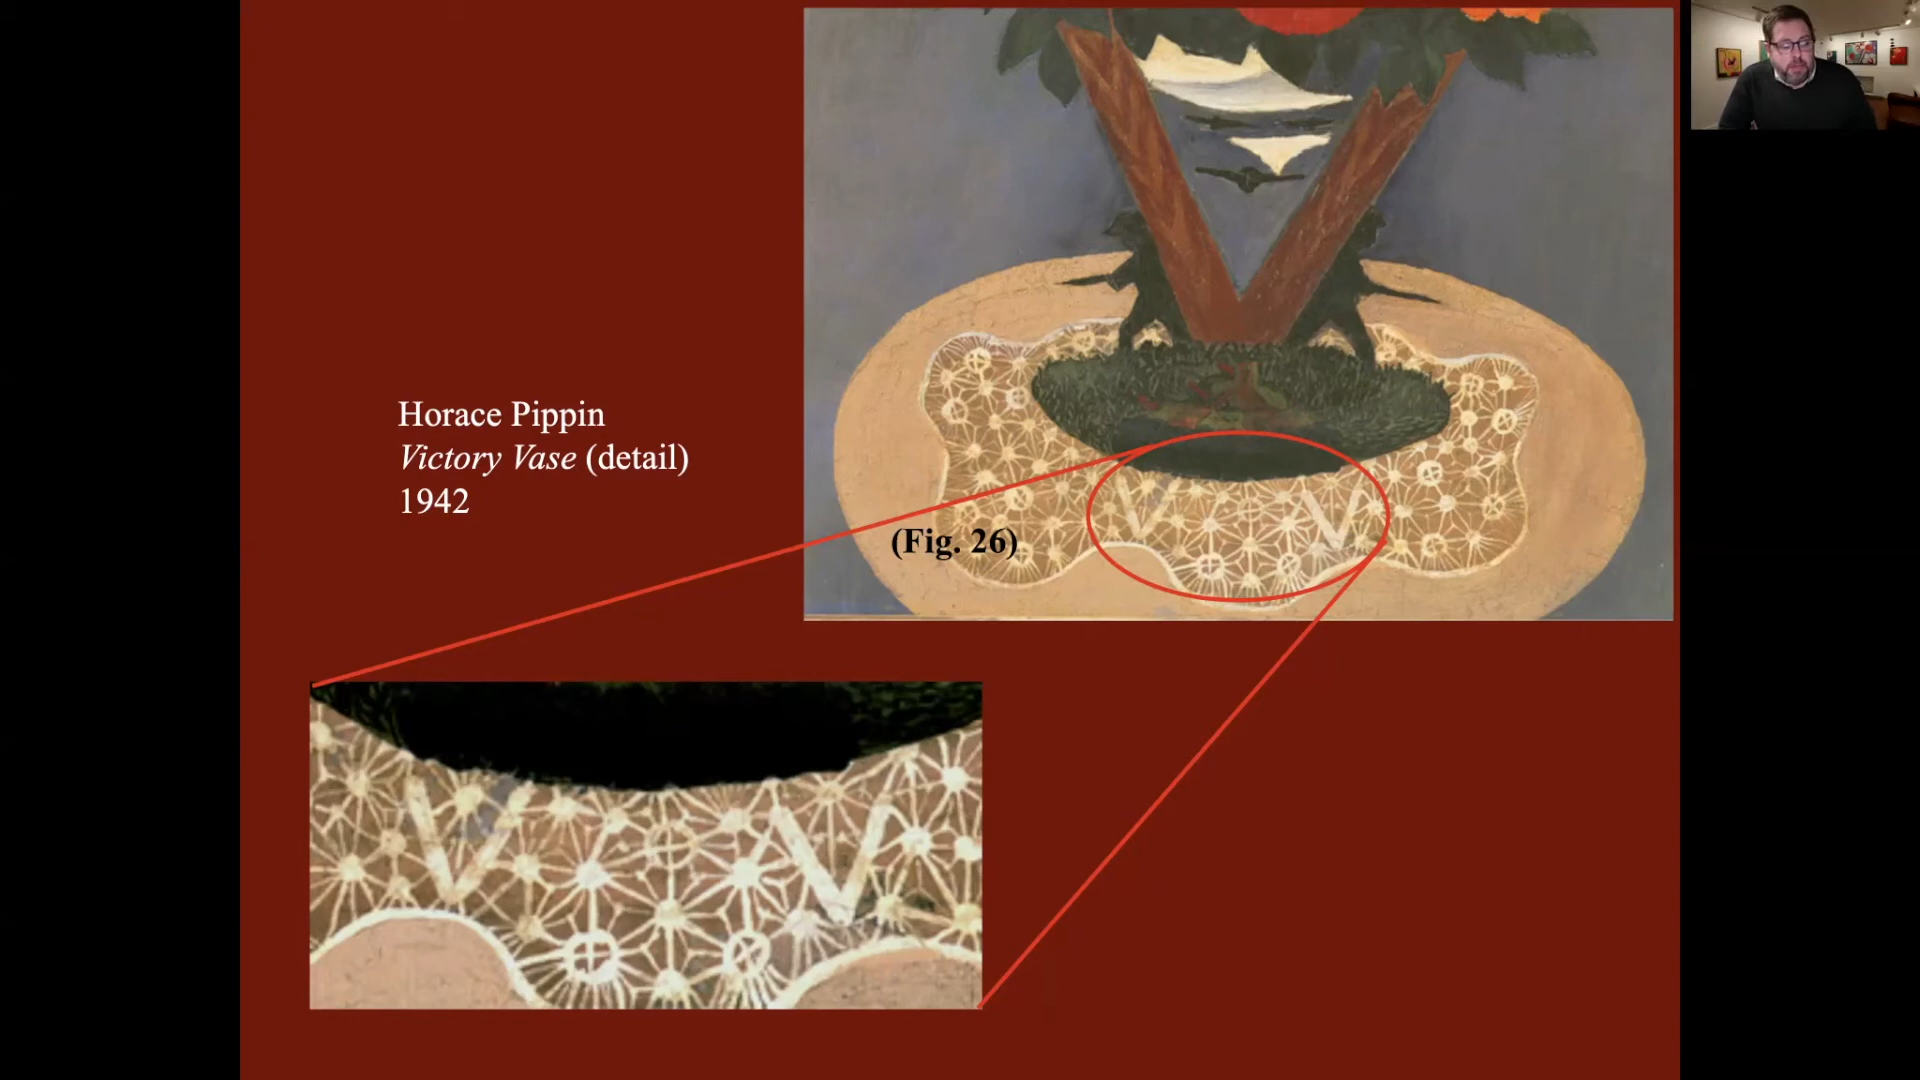 Horace Pippin
Victory Vase (detail)
1942
(Fig. 26)
V V
V V